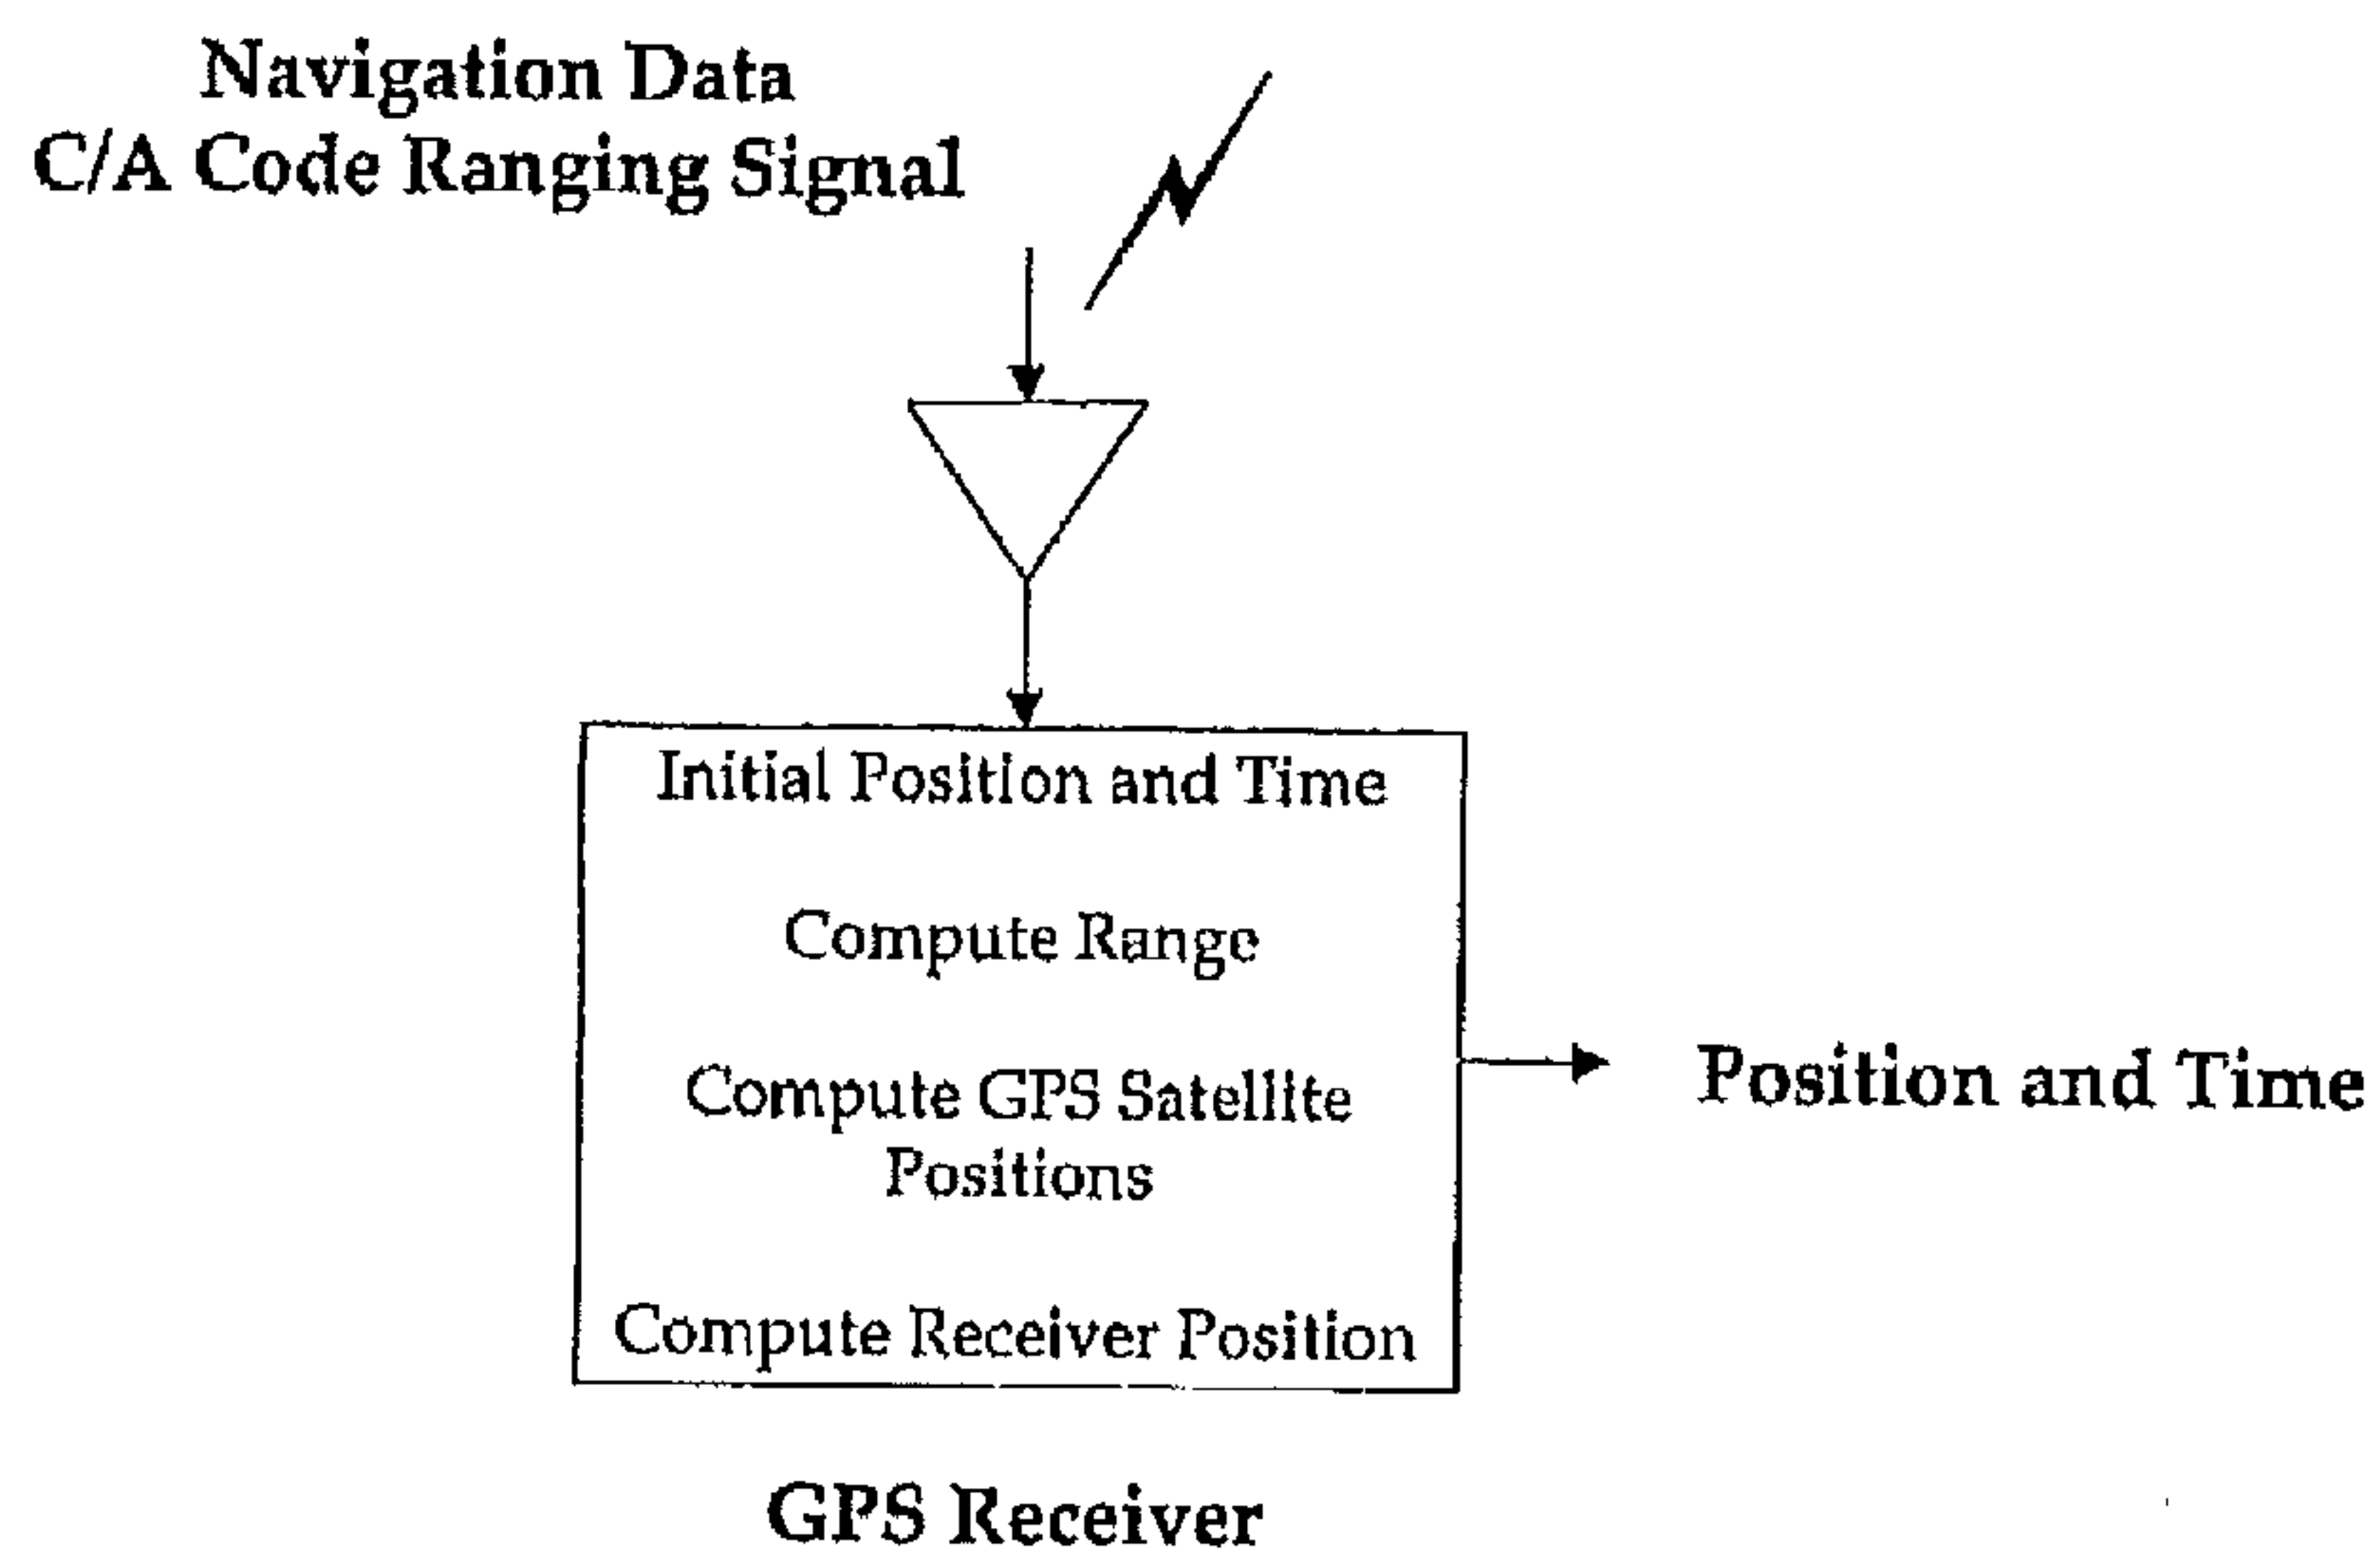 Navigation Data
C/A Code Ranging Signal
Initial Position and Time
Compute Range
Compute GPS Satellite
Positions
Compute Receiver Position
Position and Time
GPS Receiver